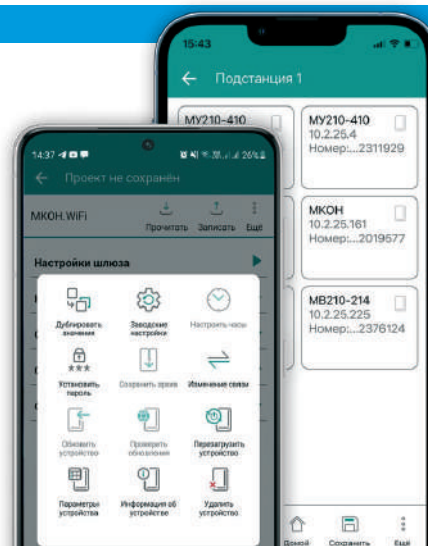 15:43
Подстанция 1
МУ210-410
МУ210-410
10.2.25.4
Номер:...2311929
МКОН
10.2.25.161
Номер:...2019577
МВ210-214
10.2.25.225
Номер:...2376124
Домой
Сохранить
Ещё
14:37
26%
Проект не сохранён
МКОН.WiFi
Прочитать
Записать
Ещё
Настройки шлюза
Дублировать значения
Заводские настройки
Настроить часы
Установить пароль
Сохранить архив
Изменение связи
Обновить устройство
Проверить обновления
Перезагрузить устройство
Параметры устройства
Информация об устройстве
Удалить устройство